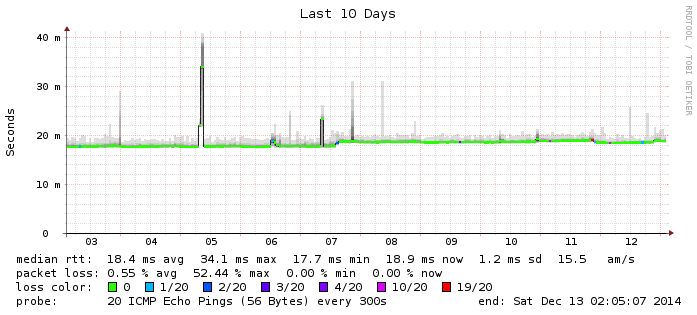 Last 10 Days
RRDTOOL / TOBI OETIKER
Seconds
40 m
30 m
20 m
10 m
0
03 04 05 06 07 08 09 10 11 12
median rtt: 18.4 ms avg 34.1 ms max 17.7 ms min 18.9 ms now 1.2 ms sd 15.5 am/s
packet loss: 0.55 % avg 52.44 % max 0.00 % min 0.00 % now
loss color: 0 1/20 2/20 3/20 4/20 10/20 19/20
probe: 20 ICMP Echo Pings (56 Bytes) every 300s end: Sat Dec 13 02:05:07 2014